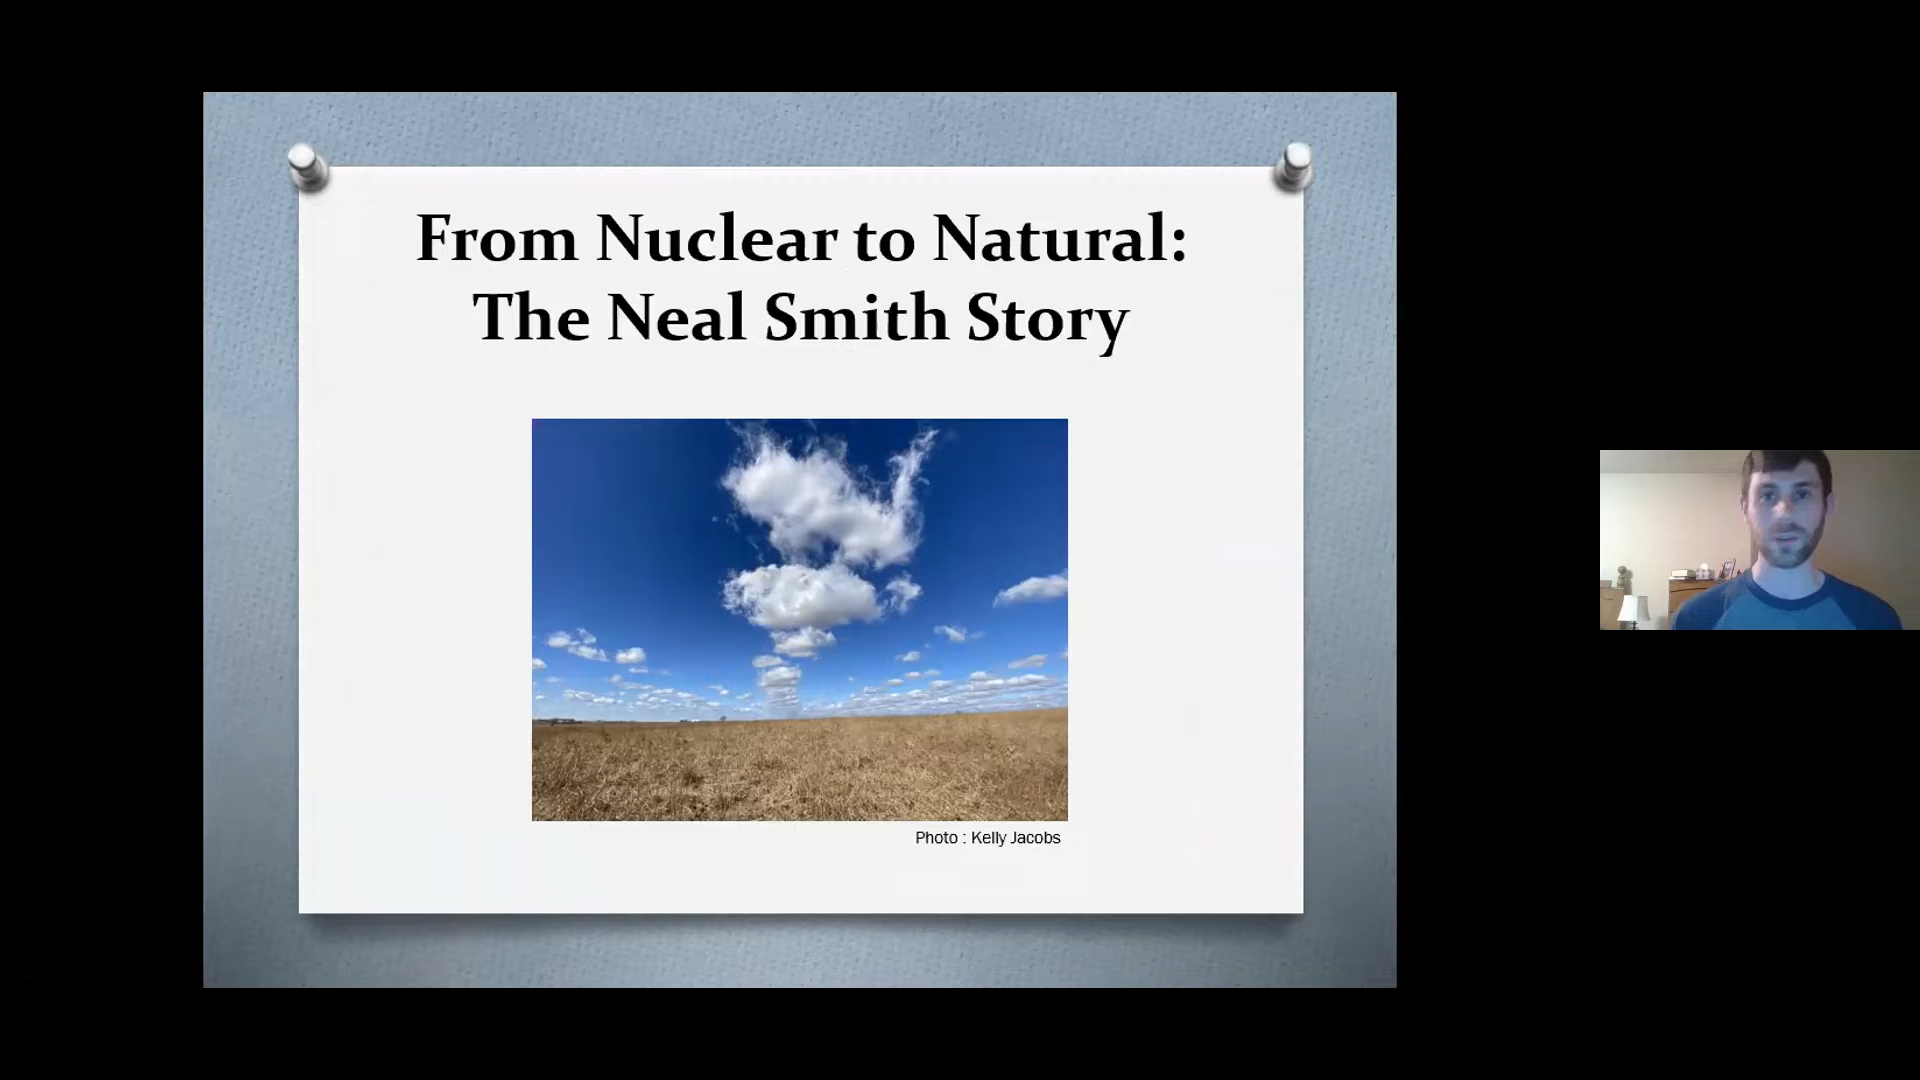 From Nuclear to Natural:
The Neal Smith Story
Photo : Kelly Jacobs